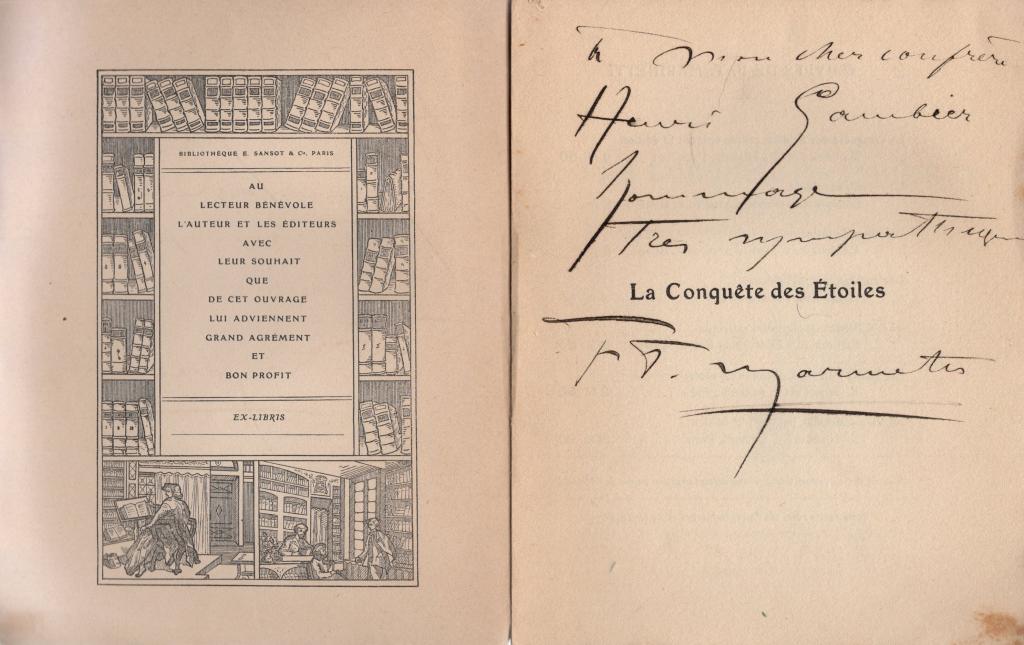 BIBLIOTHÈQUE E. SANSOT & Cie. PARIS
AU
LECTEUR BÉNÉVOLE
L'AUTEUR ET LES ÉDITEURS
AVEC
LEUR SOUHAIT
QUE
DE CET OUVRAGE
LUI ADVIENNENT
GRAND AGRÉMENT
ET
BON PROFIT
EX-LIBRIS
à mon cher confrère
Henri Gambier
hommage
très sympathique
La Conquête des Étoiles
F. T. Marinetti